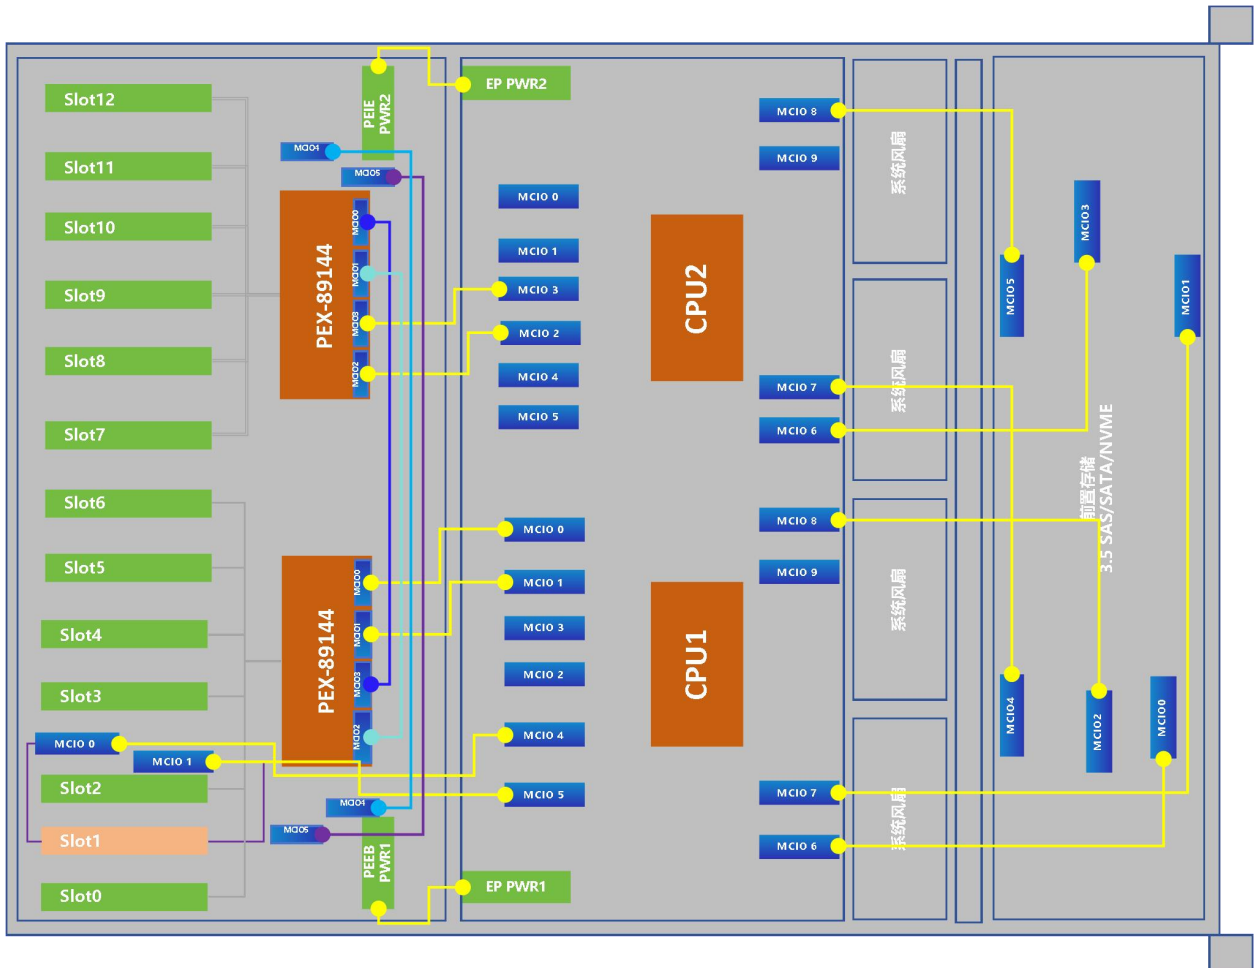 Slot12
Slot11
Slot10
Slot9
Slot8
Slot7
Slot6
Slot5
Slot4
Slot3
MCIO 0
MCIO 1
Slot2
Slot1
Slot0
PEIE
PWR2
MCIO4
MCIO5
PEX-89144
MCIO0
MCIO1
MCIO3
MCIO2
PEX-89144
MCIO0
MCIO1
MCIO3
MCIO2
MCIO4
MCIO5
PEEB
PWR1
EP PWR2
MCIO 0
MCIO 1
MCIO 3
MCIO 2
MCIO 4
MCIO 5
MCIO 0
MCIO 1
MCIO 3
MCIO 2
MCIO 4
MCIO 5
EP PWR1
CPU2
CPU1
MCIO 8
MCIO 9
MCIO 7
MCIO 6
MCIO 8
MCIO 9
MCIO 7
MCIO 6
系统风扇
系统风扇
系统风扇
系统风扇
MCIO3
MCIO5
MCIO1
前置存储
3.5 SAS/SATA/NVME
MCIO4
MCIO2
MCIO0